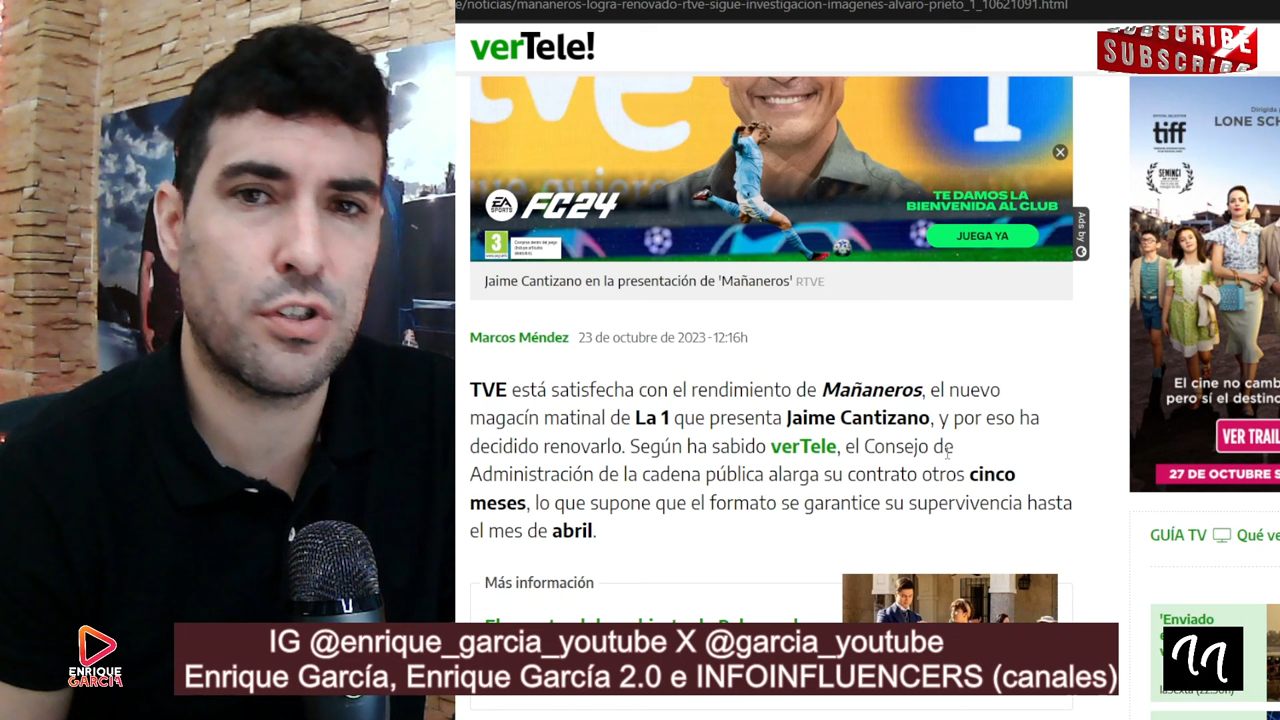 e/noticias/mananeros-logra-renovado-rtve-sigue-investigacion-imagenes-alvaro-prieto_1_10621091.html
verTele!
SUBSCRIBE
SUBSCRIBE
tve
EA SPORTS FC24
TE DAMOS LA
BIENVENIDA AL CLUB
JUEGA YA
3
Ads by
Jaime Cantizano en la presentación de 'Mañaneros' RTVE
Marcos Méndez 23 de octubre de 2023 - 12:16h
TVE está satisfecha con el rendimiento de Mañaneros, el nuevo
magacín matinal de La 1 que presenta Jaime Cantizano, y por eso ha
decidido renovarlo. Según ha sabido verTele, el Consejo de
Administración de la cadena pública alarga su contrato otros cinco
meses, lo que supone que el formato se garantice su supervivencia hasta
el mes de abril.
Más información
Dirigida p
LONE SCH
tiff
SEMINCI
El cine no camb
pero sí el destino
VER TRAIL
27 DE OCTUBRE S
GUÍA TV Qué ve
'Enviado
IG @enrique_garcia_youtube X @garcia_youtube
Enrique García, Enrique García 2.0 e INFOINFLUENCERS (canales)
ENRIQUE
GARCÍA